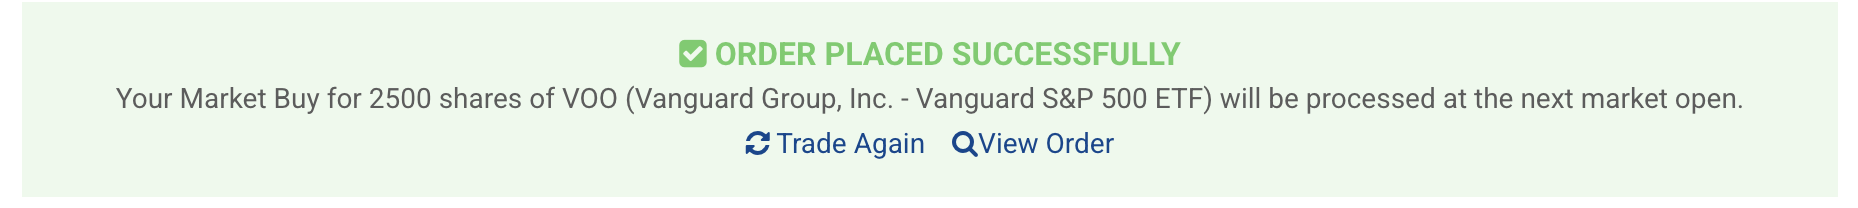 ORDER PLACED SUCCESSFULLY
Your Market Buy for 2500 shares of VOO (Vanguard Group, Inc. - Vanguard S&P 500 ETF) will be processed at the next market open.
Trade Again View Order